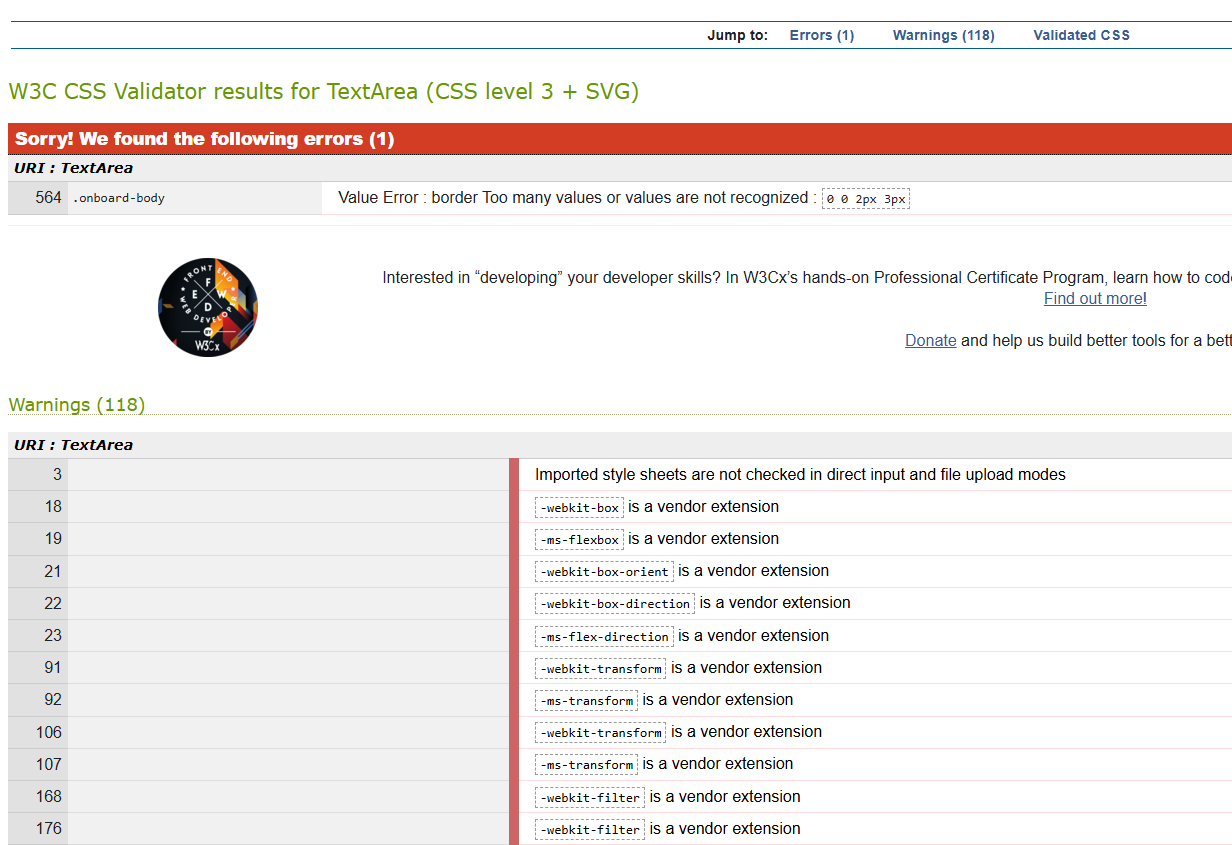 Jump to: Errors (1) Warnings (118) Validated CSS
W3C CSS Validator results for TextArea (CSS level 3 + SVG)
Sorry! We found the following errors (1)
URI : TextArea
564 .onboard-body Value Error : border Too many values or values are not recognized : 0 0 2px 3px
FRONT END
F
E W
D
WEB DEVELOPER
BY
W3Cx
Interested in “developing” your developer skills? In W3Cx’s hands-on Professional Certificate Program, learn how to cod
Find out more!
Donate and help us build better tools for a bett
Warnings (118)
URI : TextArea
3 Imported style sheets are not checked in direct input and file upload modes
18 -webkit-box is a vendor extension
19 -ms-flexbox is a vendor extension
21 -webkit-box-orient is a vendor extension
22 -webkit-box-direction is a vendor extension
23 -ms-flex-direction is a vendor extension
91 -webkit-transform is a vendor extension
92 -ms-transform is a vendor extension
106 -webkit-transform is a vendor extension
107 -ms-transform is a vendor extension
168 -webkit-filter is a vendor extension
176 -webkit-filter is a vendor extension